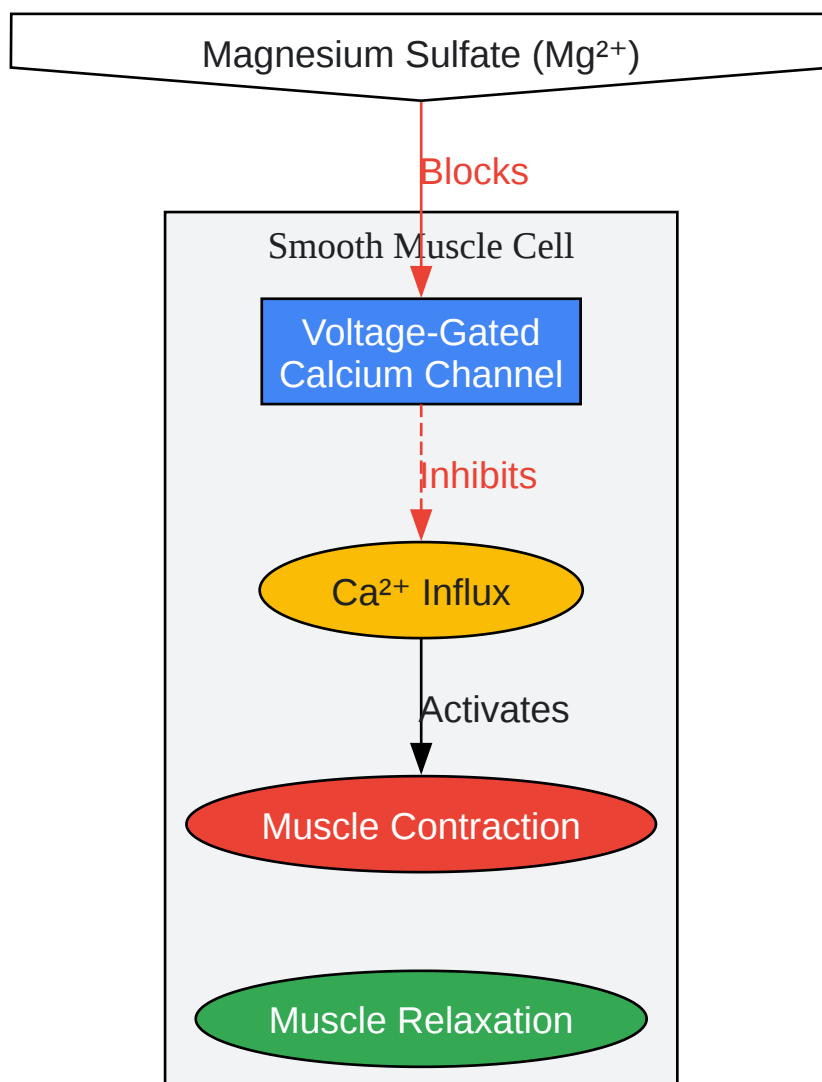 Magnesium Sulfate (Mg²⁺)
Blocks
Smooth Muscle Cell
Voltage-Gated
Calcium Channel
Inhibits
Ca²⁺ Influx
Activates
Muscle Contraction
Muscle Relaxation